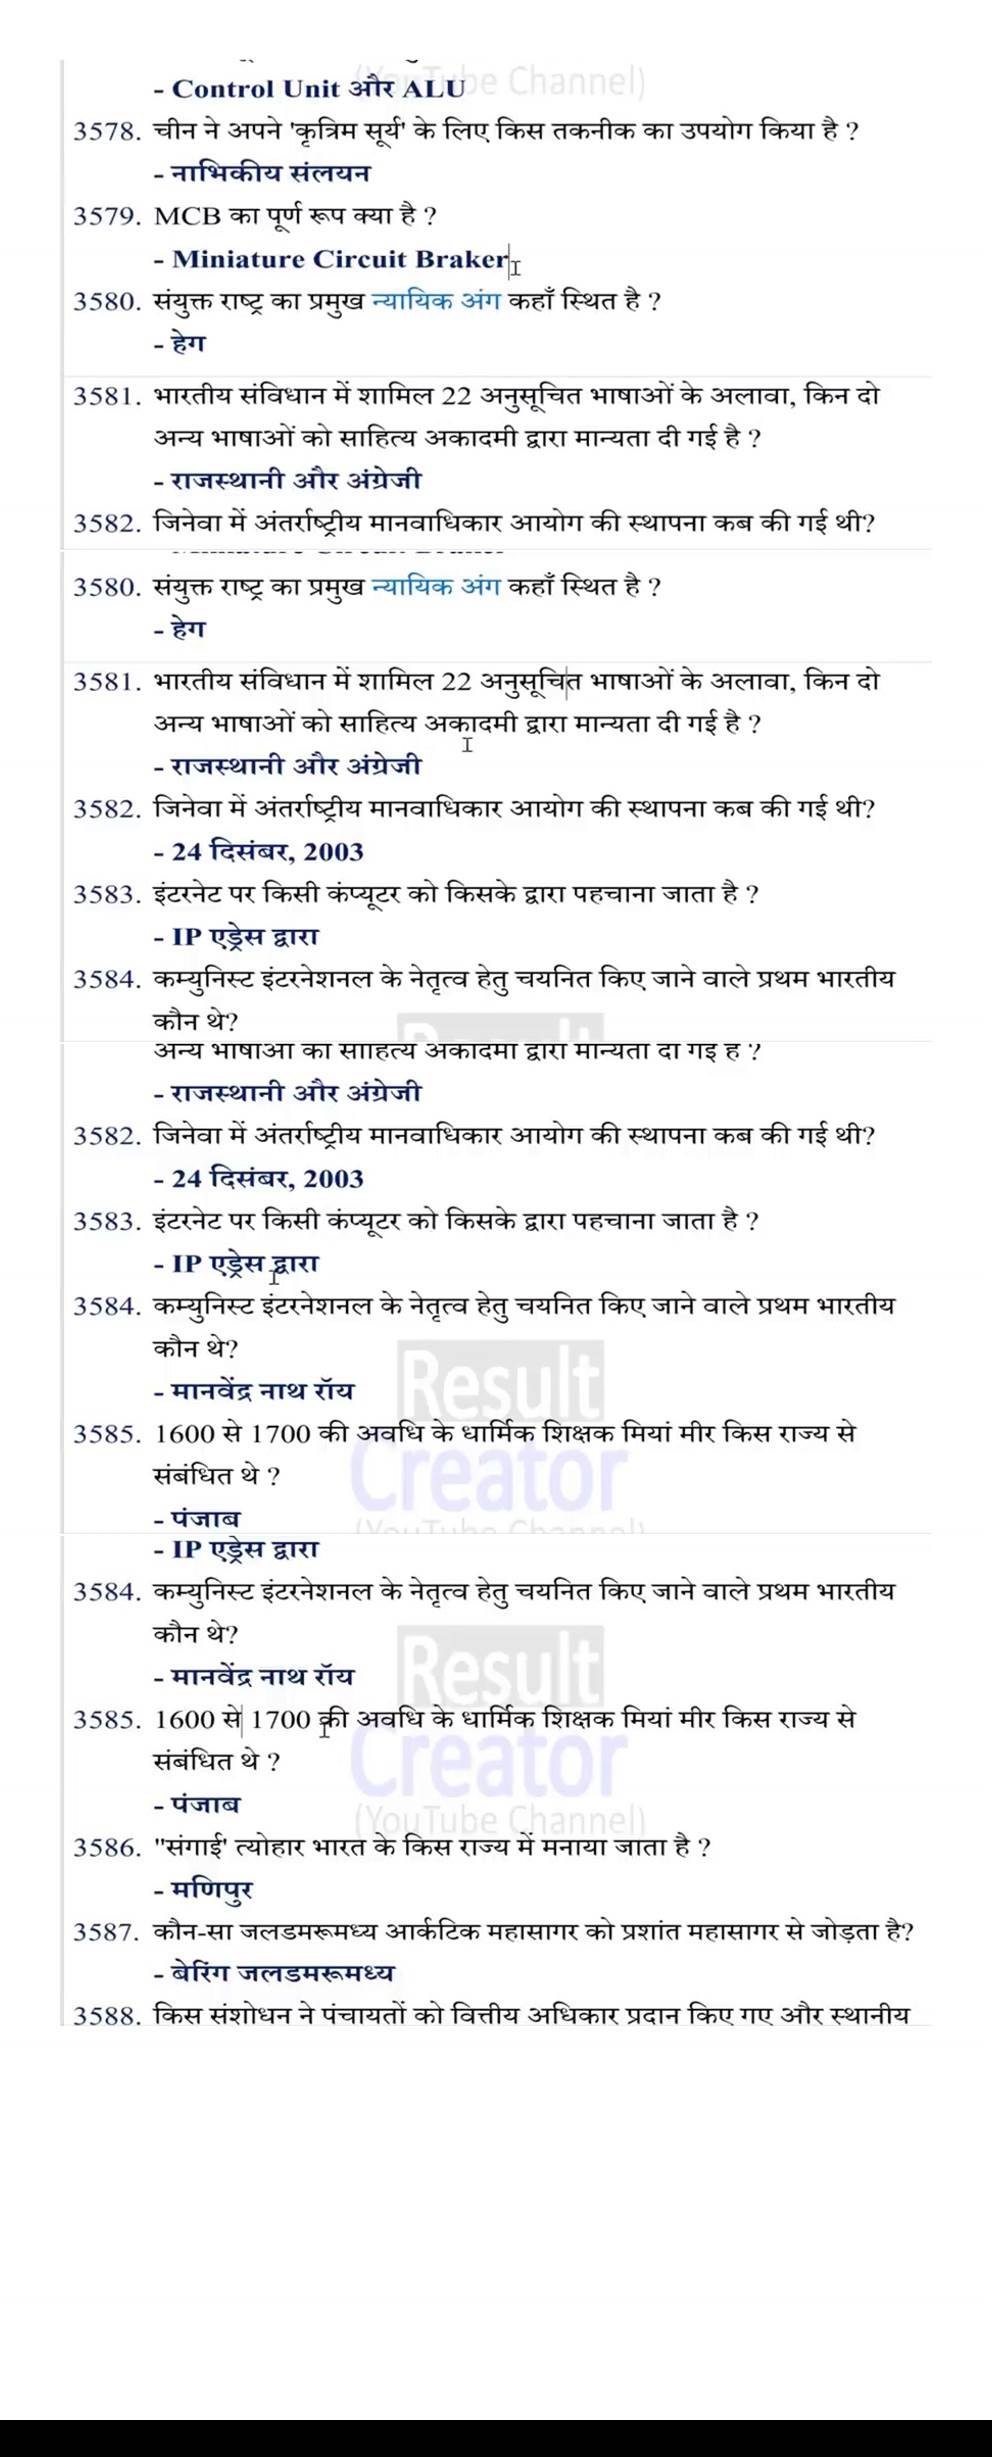 (YouTube Channel)
- Control Unit और ALU
3578. चीन ने अपने 'कृत्रिम सूर्य' के लिए किस तकनीक का उपयोग किया है ?
- नाभिकीय संलयन
3579. MCB का पूर्ण रूप क्या है ?
- Miniature Circuit Braker
3580. संयुक्त राष्ट्र का प्रमुख न्यायिक अंग कहाँ स्थित है ?
- हेग
3581. भारतीय संविधान में शामिल 22 अनुसूचित भाषाओं के अलावा, किन दो
अन्य भाषाओं को साहित्य अकादमी द्वारा मान्यता दी गई है ?
- राजस्थानी और अंग्रेजी
3582. जिनेवा में अंतर्राष्ट्रीय मानवाधिकार आयोग की स्थापना कब की गई थी?
3580. संयुक्त राष्ट्र का प्रमुख न्यायिक अंग कहाँ स्थित है ?
- हेग
3581. भारतीय संविधान में शामिल 22 अनुसूचित भाषाओं के अलावा, किन दो
अन्य भाषाओं को साहित्य अकादमी द्वारा मान्यता दी गई है ?
- राजस्थानी और अंग्रेजी
3582. जिनेवा में अंतर्राष्ट्रीय मानवाधिकार आयोग की स्थापना कब की गई थी?
- 24 दिसंबर, 2003
3583. इंटरनेट पर किसी कंप्यूटर को किसके द्वारा पहचाना जाता है ?
- IP एड्रेस द्वारा
3584. कम्युनिस्ट इंटरनेशनल के नेतृत्व हेतु चयनित किए जाने वाले प्रथम भारतीय
कौन थे?
अन्य भाषाओं को साहित्य अकादमी द्वारा मान्यता दी गई है ?
- राजस्थानी और अंग्रेजी
3582. जिनेवा में अंतर्राष्ट्रीय मानवाधिकार आयोग की स्थापना कब की गई थी?
- 24 दिसंबर, 2003
3583. इंटरनेट पर किसी कंप्यूटर को किसके द्वारा पहचाना जाता है ?
- IP एड्रेस द्वारा
3584. कम्युनिस्ट इंटरनेशनल के नेतृत्व हेतु चयनित किए जाने वाले प्रथम भारतीय
कौन थे?
Result
- मानवेंद्र नाथ रॉय
3585. 1600 से 1700 की अवधि के धार्मिक शिक्षक मियां मीर किस राज्य से
Creator
संबंधित थे ?
- पंजाब
(YouTube Channel)
- IP एड्रेस द्वारा
3584. कम्युनिस्ट इंटरनेशनल के नेतृत्व हेतु चयनित किए जाने वाले प्रथम भारतीय
कौन थे?
Result
- मानवेंद्र नाथ रॉय
3585. 1600 से 1700 की अवधि के धार्मिक शिक्षक मियां मीर किस राज्य से
Creator
संबंधित थे ?
- पंजाब
(YouTube Channel)
3586. "संगाई' त्योहार भारत के किस राज्य में मनाया जाता है ?
- मणिपुर
3587. कौन-सा जलडमरूमध्य आर्कटिक महासागर को प्रशांत महासागर से जोड़ता है?
- बेरिंग जलडमरूमध्य
3588. किस संशोधन ने पंचायतों को वित्तीय अधिकार प्रदान किए गए और स्थानीय